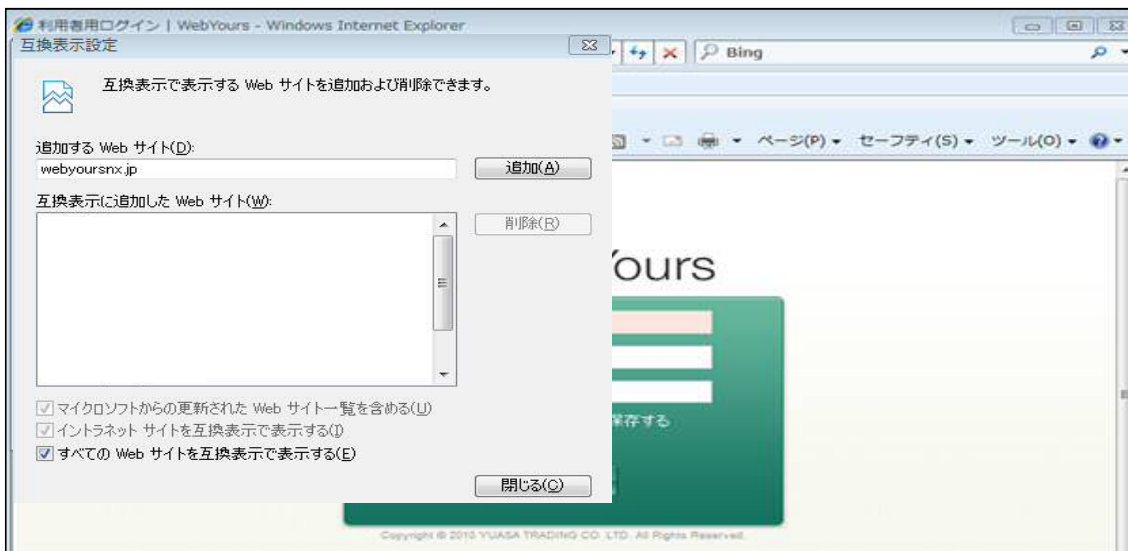 利用者用ログイン | WebYours - Windows Internet Explorer
互換表示設定
Bing
互換表示で表示する Web サイトを追加および削除できます。
ページ(P) セーフティ(S) ツール(O)
追加する Web サイト(D):
webyoursnx.jp
追加(A)
互換表示に追加した Web サイト(W):
削除(R)
ours
マイクロソフトからの更新された Web サイト一覧を含める(U)
イントラネット サイトを互換表示で表示する(I)
保存する
すべての Web サイトを互換表示で表示する(E)
閉じる(C)
Copyright © 2010 YUASA TRADING CO. LTD. All Rights Reserved.